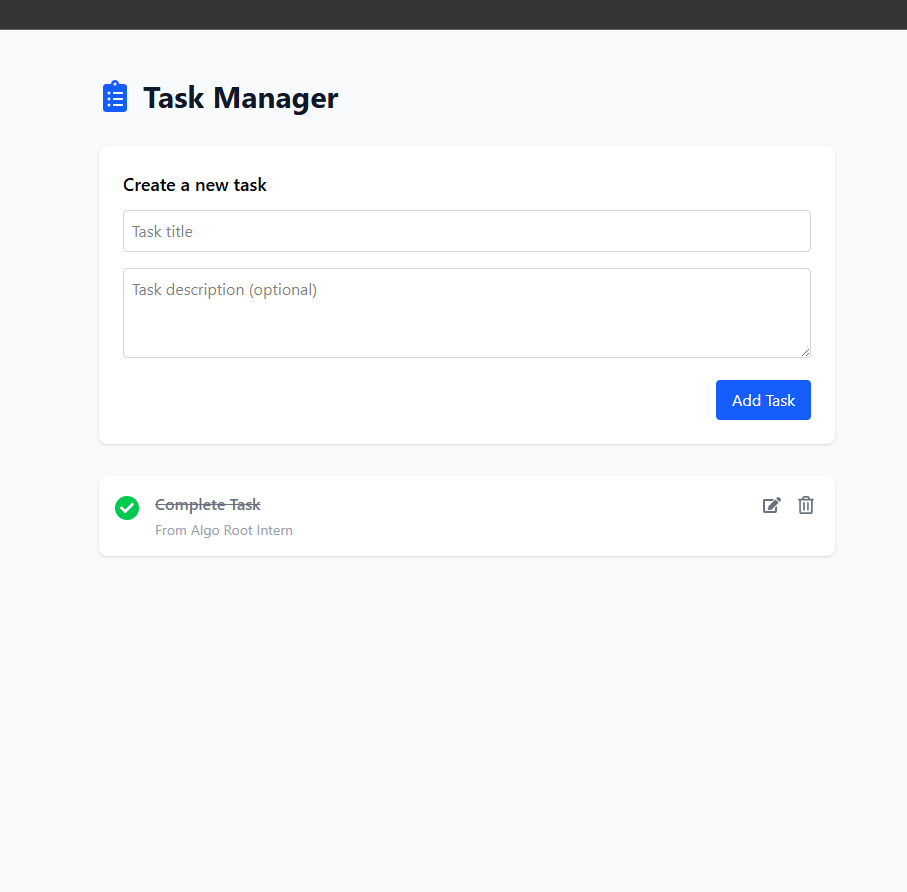 Task Manager
Create a new task
Task title
Task description (optional)
Add Task
Complete Task
From Algo Root Intern